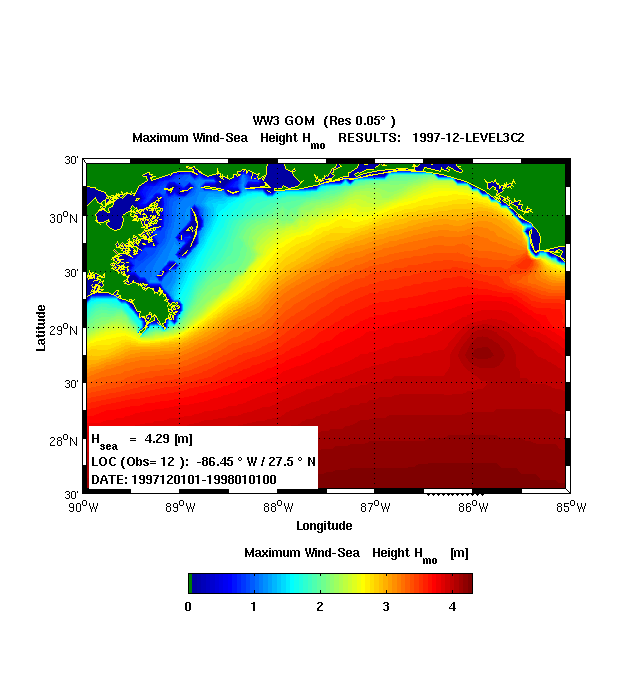 WW3 GOM (Res 0.05° )
Maximum Wind-Sea Height Hmo RESULTS: 1997-12-LEVEL3C2
30'
30°N
30'
29°N
30'
28°N
30'
Latitude
Hsea = 4.29 [m]
LOC (Obs= 12 ): -86.45 ° W / 27.5 ° N
DATE: 1997120101-1998010100
90°W 89°W 88°W 87°W 86°W 85°W
Longitude
Maximum Wind-Sea Height Hmo [m]
0 1 2 3 4